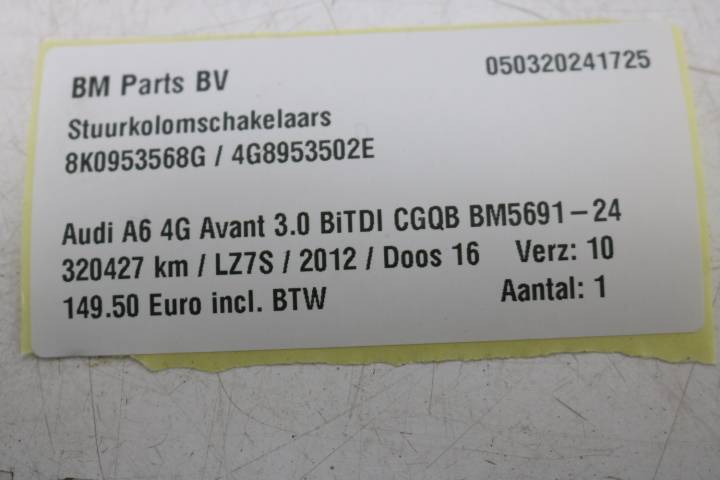 BM Parts BV 050320241725
Stuurkolomschakelaars
8K0953568G / 4G8953502E
Audi A6 4G Avant 3.0 BiTDI CGQB BM5691-24
320427 km / LZ7S / 2012 / Doos 16 Verz: 10
149.50 Euro incl. BTW Aantal: 1